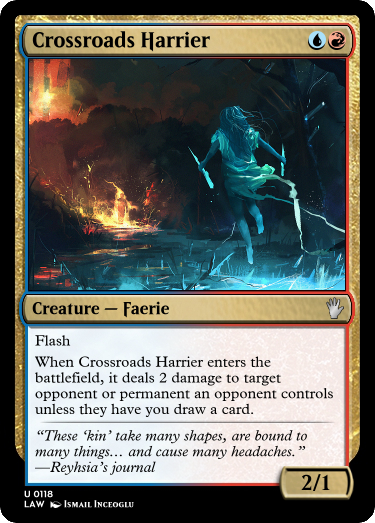 Crossroads Harrier
Creature — Faerie
Flash
When Crossroads Harrier enters the
battlefield, it deals 2 damage to target
opponent or permanent an opponent controls
unless they have you draw a card.
“These ‘kin’ take many shapes, are bound to
many things… and cause many headaches.”
—Reyhsia’s journal
2/1
U 0118
LAW Ismail Inceoglu